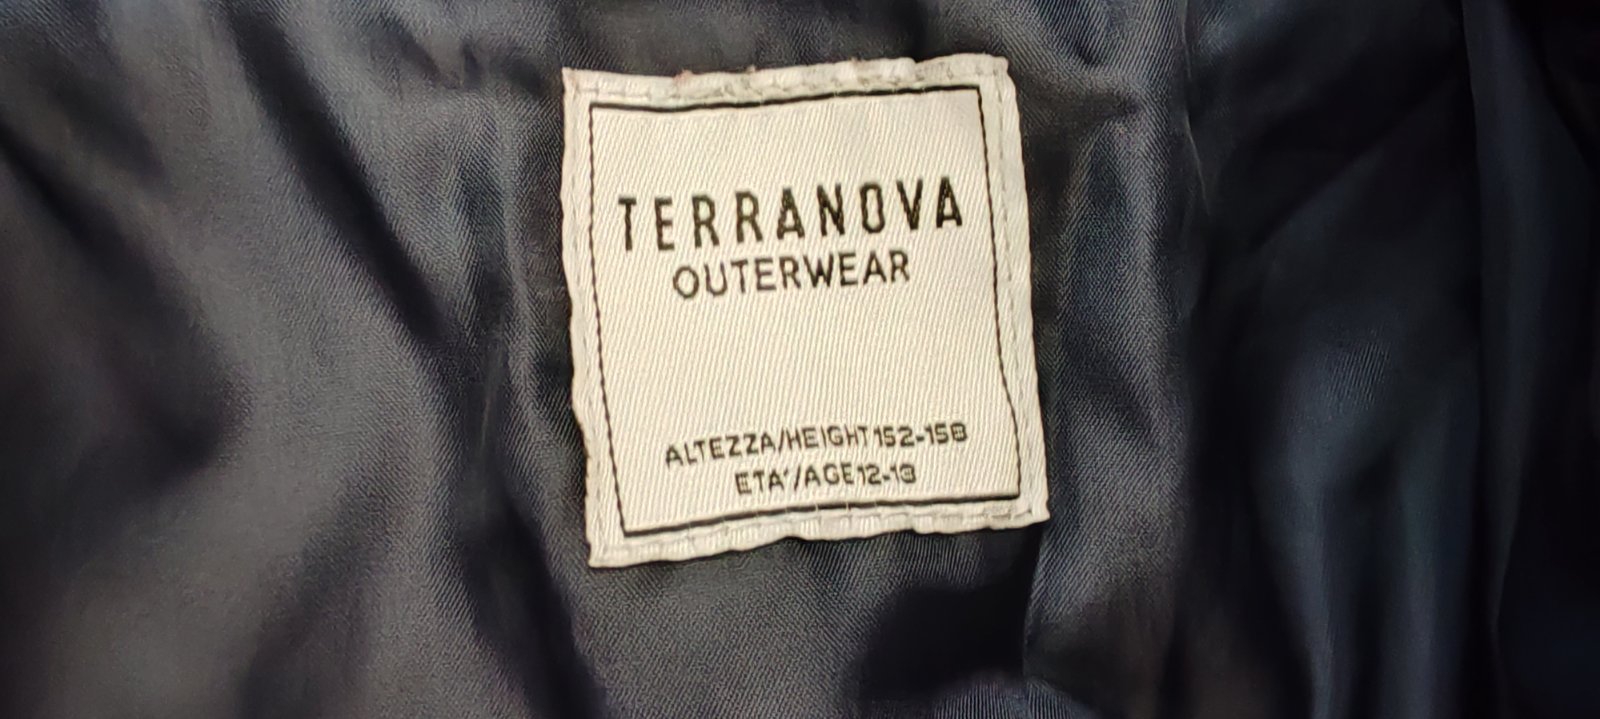 TERRANOVA
OUTERWEAR
ALTEZZA/HEIGHT 152-158
ETA'/AGE 12-13